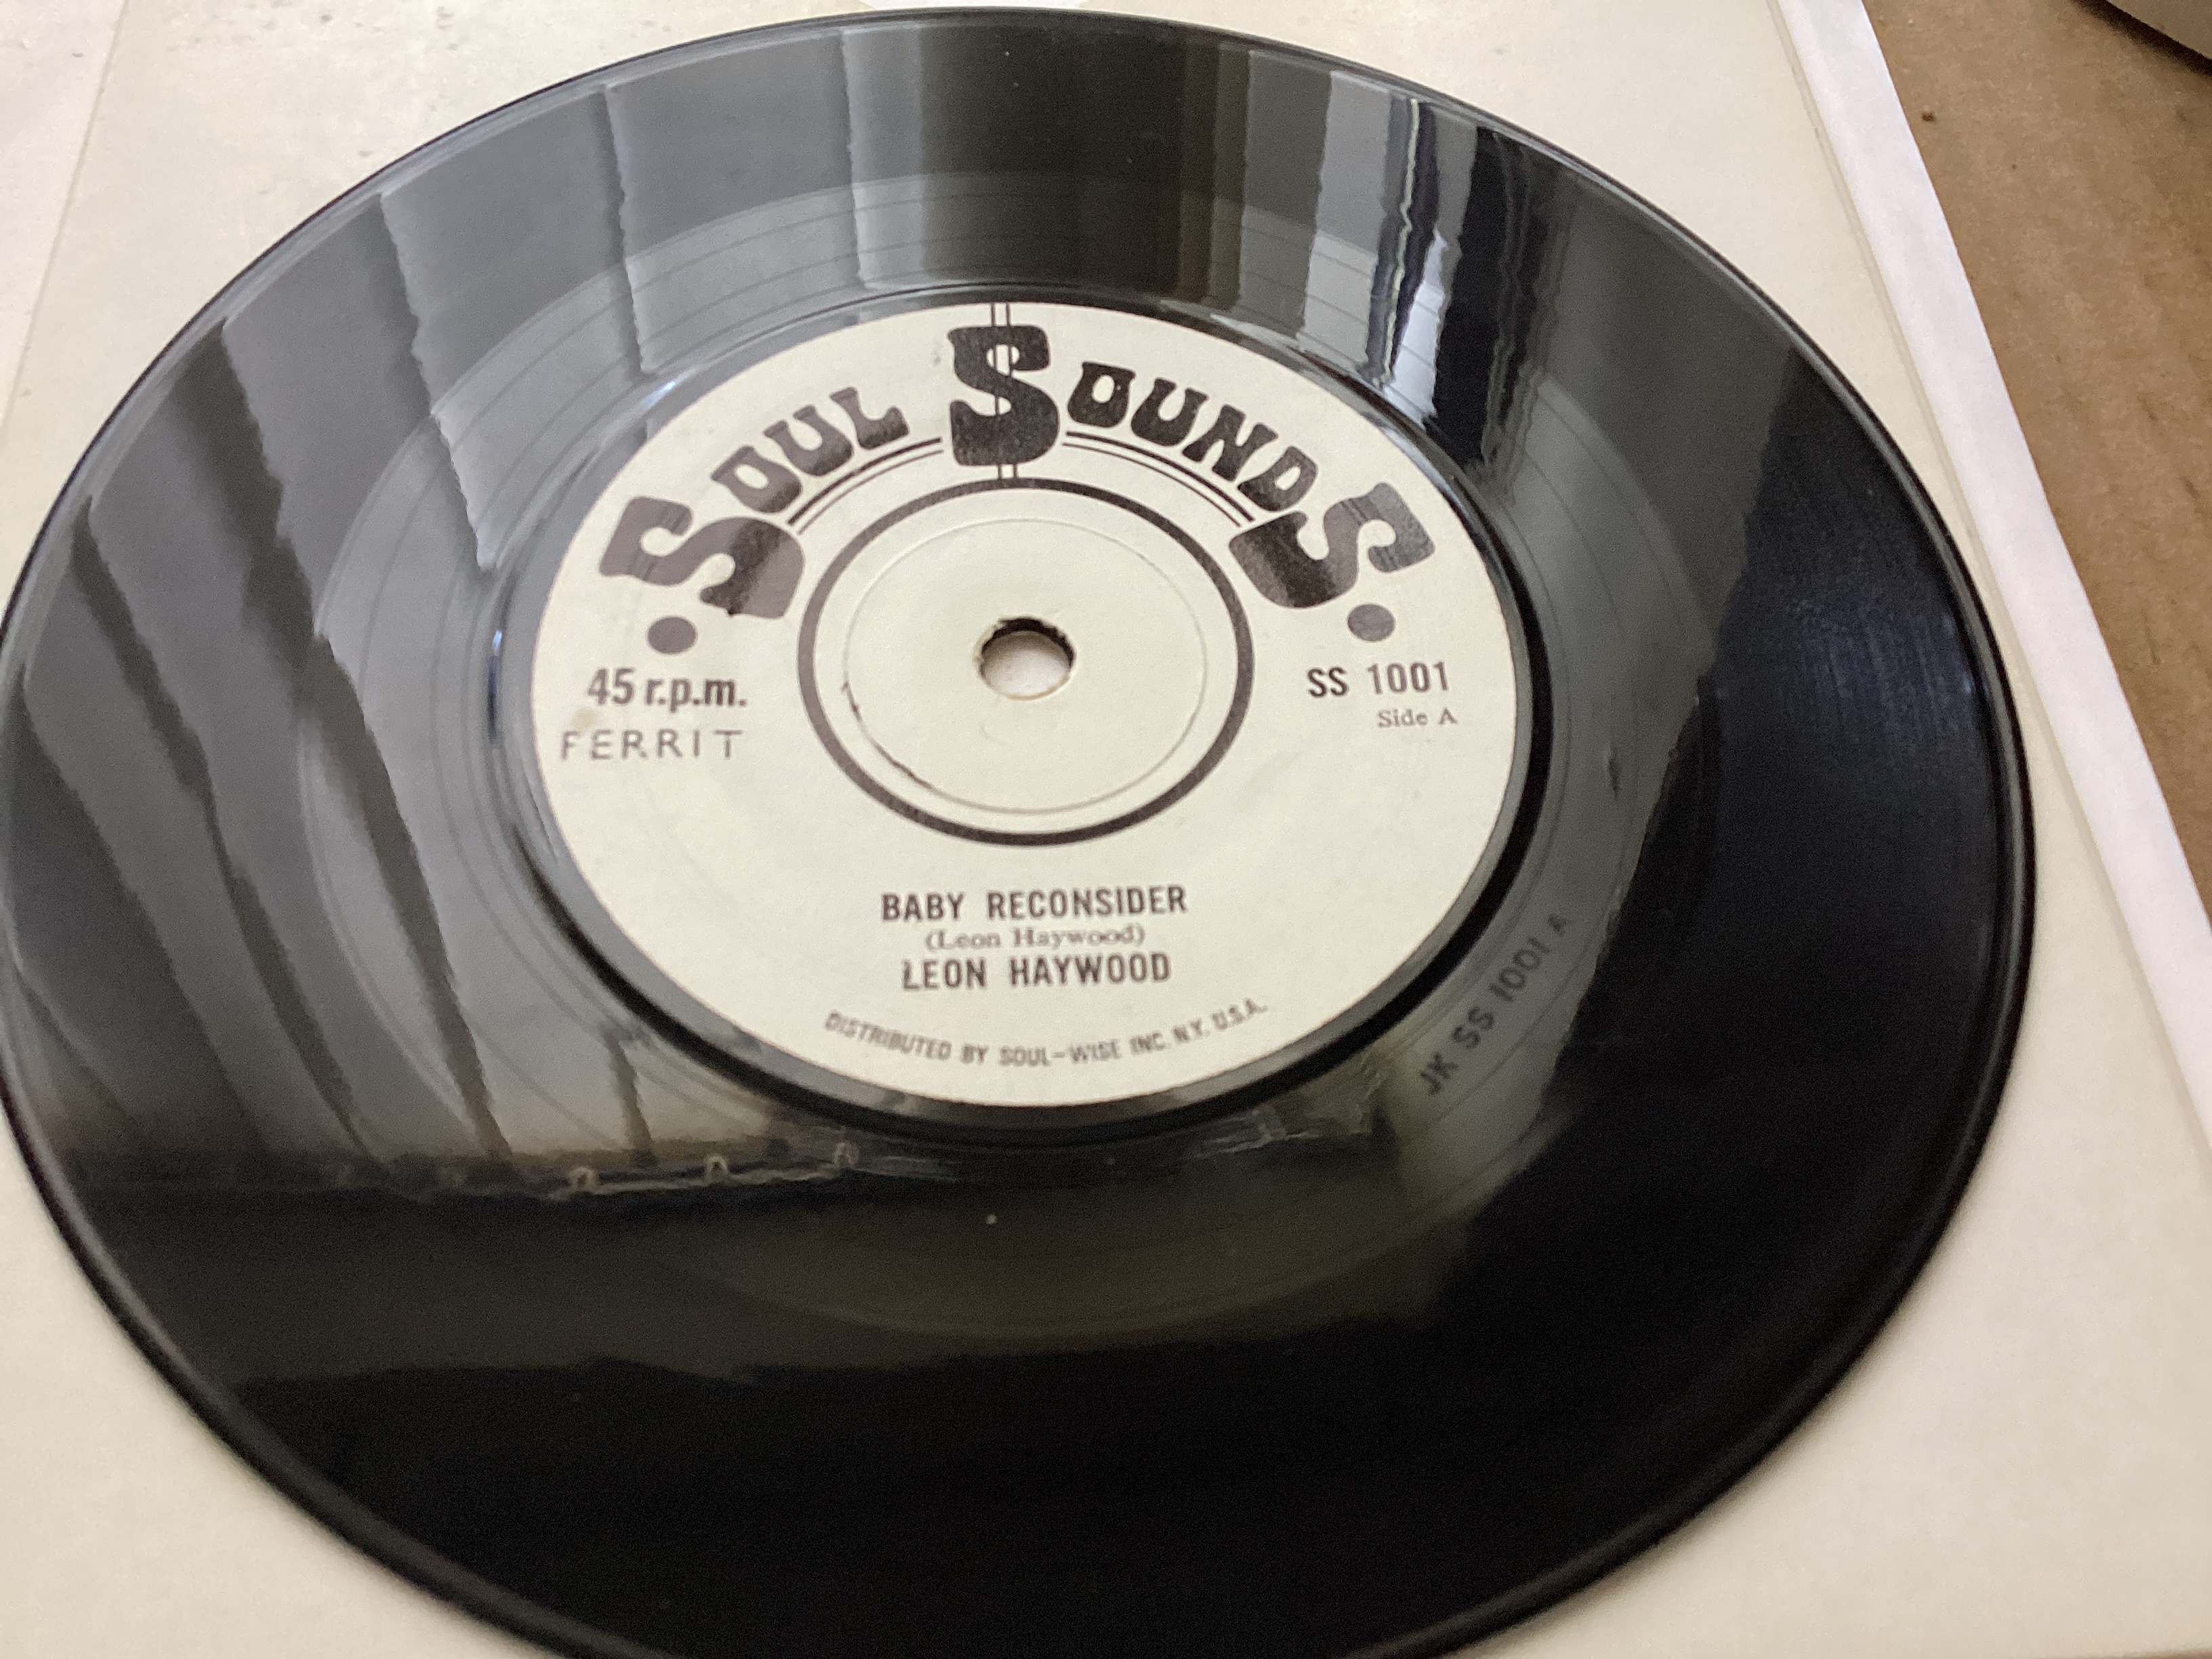 SOUL SOUNDS
45 r.p.m.
FERRIT
SS 1001
Side A
BABY RECONSIDER
(Leon Haywood)
LEON HAYWOOD
DISTRIBUTED BY SOUL-WISE INC. N.Y. U.S.A.
JK SS 1001 A